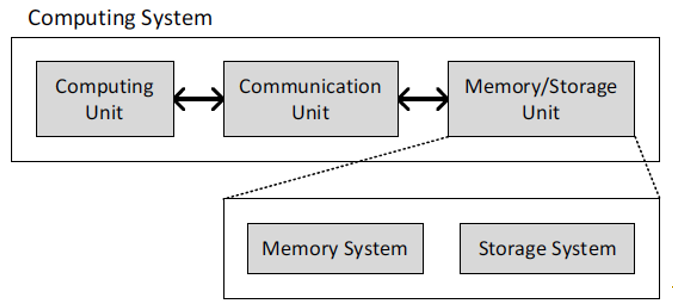 Computing System
Computing
Unit
Communication
Unit
Memory/Storage
Unit
Memory System
Storage System